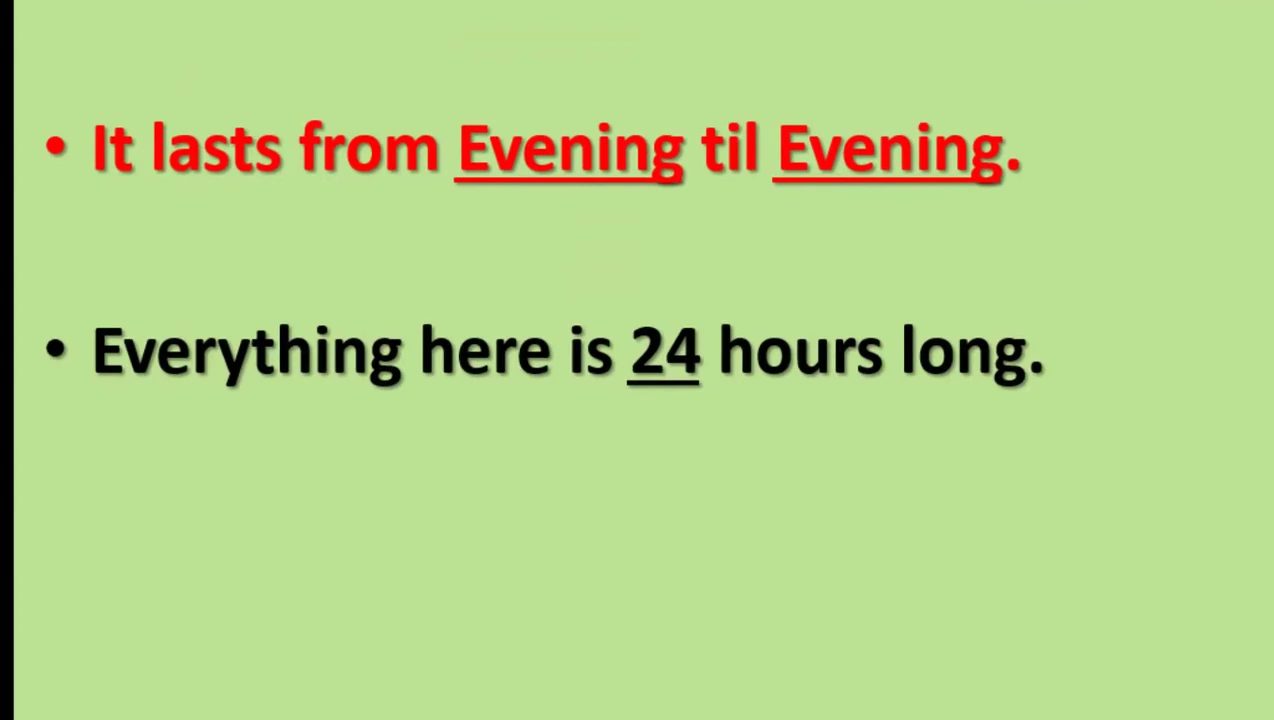 • It lasts from Evening til Evening.
• Everything here is 24 hours long.